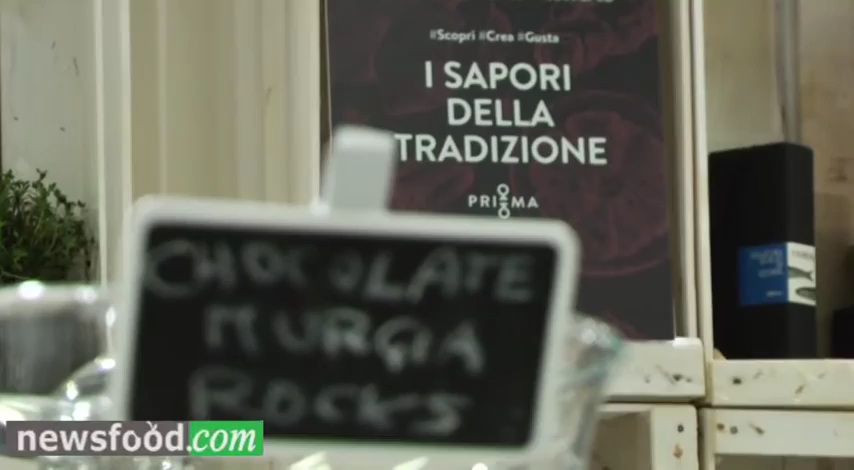 #Scopri #Crea #Gusta
I SAPORI
DELLA
TRADIZIONE
PRIMA
CHOCOLATE
MURGIA
ROCKS
newsfood.com